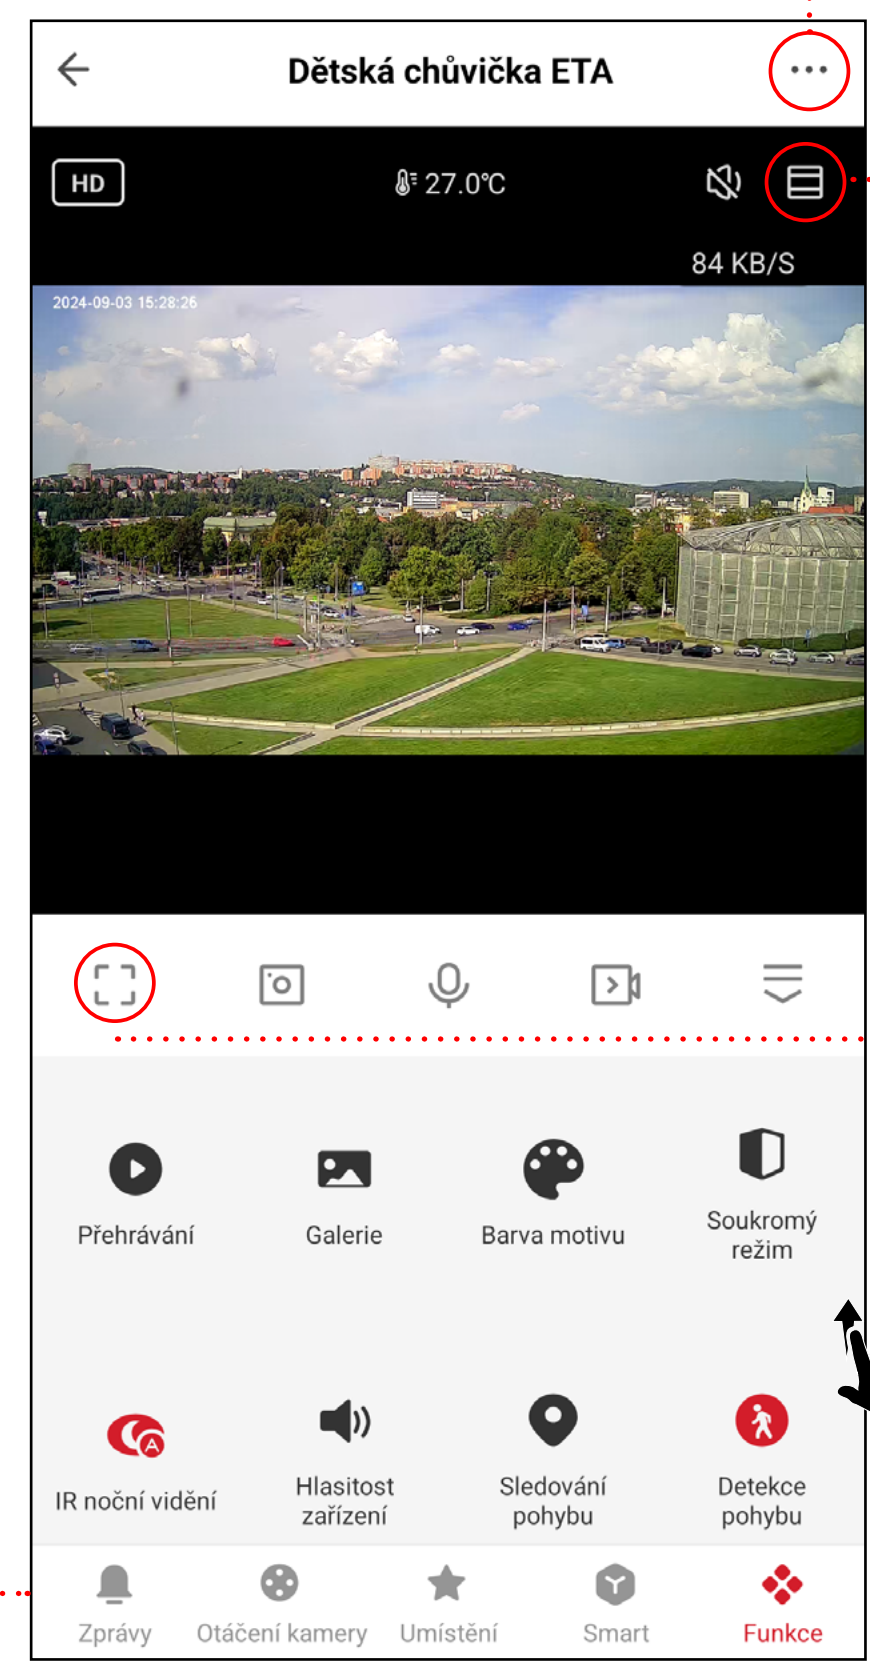 Dětská chůvička ETA
HD
27.0℃
84 KB/S
2024-09-03 15:28:26
Přehrávání
Galerie
Barva motivu
Soukromý
režim
IR noční vidění
Hlasitost
zařízení
Sledování
pohybu
Detekce
pohybu
Zprávy
Otáčení kamery
Umístění
Smart
Funkce